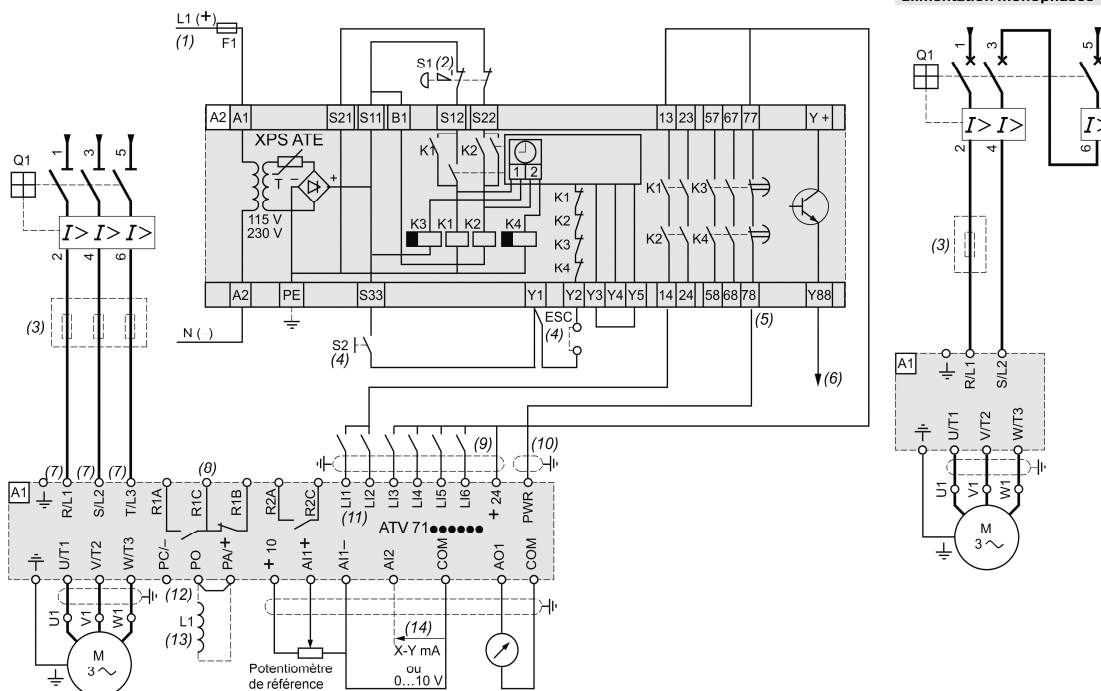 alimentation monophasée
L1 (+)
(1)
F1
S1 (2)
A2 A1 S21 S11 B1 S12 S22 13 23 57 67 77 Y +
XPS ATE
T
–
+
115 V
230 V
K1
K2
1 2
K3 K1 K2 K4
K1
K2
K3
K4
K1 K3
K2 K4
A2 PE S33 Y1 Y2 Y3 Y4 Y5 14 24 58 68 78 Y88
N (–)
S2
(4)
ESC
(4)
(5)
(6)
Q1
1 3 5
I> I> I>
2 4 6
(3)
(7) (7) (7) (8) (9) (10)
A1
R/L1 S/L2 T/L3 R1A R1C R1B R2A R2C LI1 LI2 LI3 LI4 LI5 LI6 + 24 PWR
(11)
ATV 71●●●●●●
U/T1 V/T2 W/T3 PC/– PO PA/+ + 10 AI1+ AI1– AI2 COM AO1 COM
(12)
U1 V1 W1
L1
(13)
M
3 ~
Potentiomètre
de référence
(14)
X-Y mA
ou
0...10 V
Q1
1 3 5
I> I> I>
2 4 6
(3)
A1
R/L1 S/L2
U/T1 V/T2 W/T3
U1 V1 W1
M
3 ~